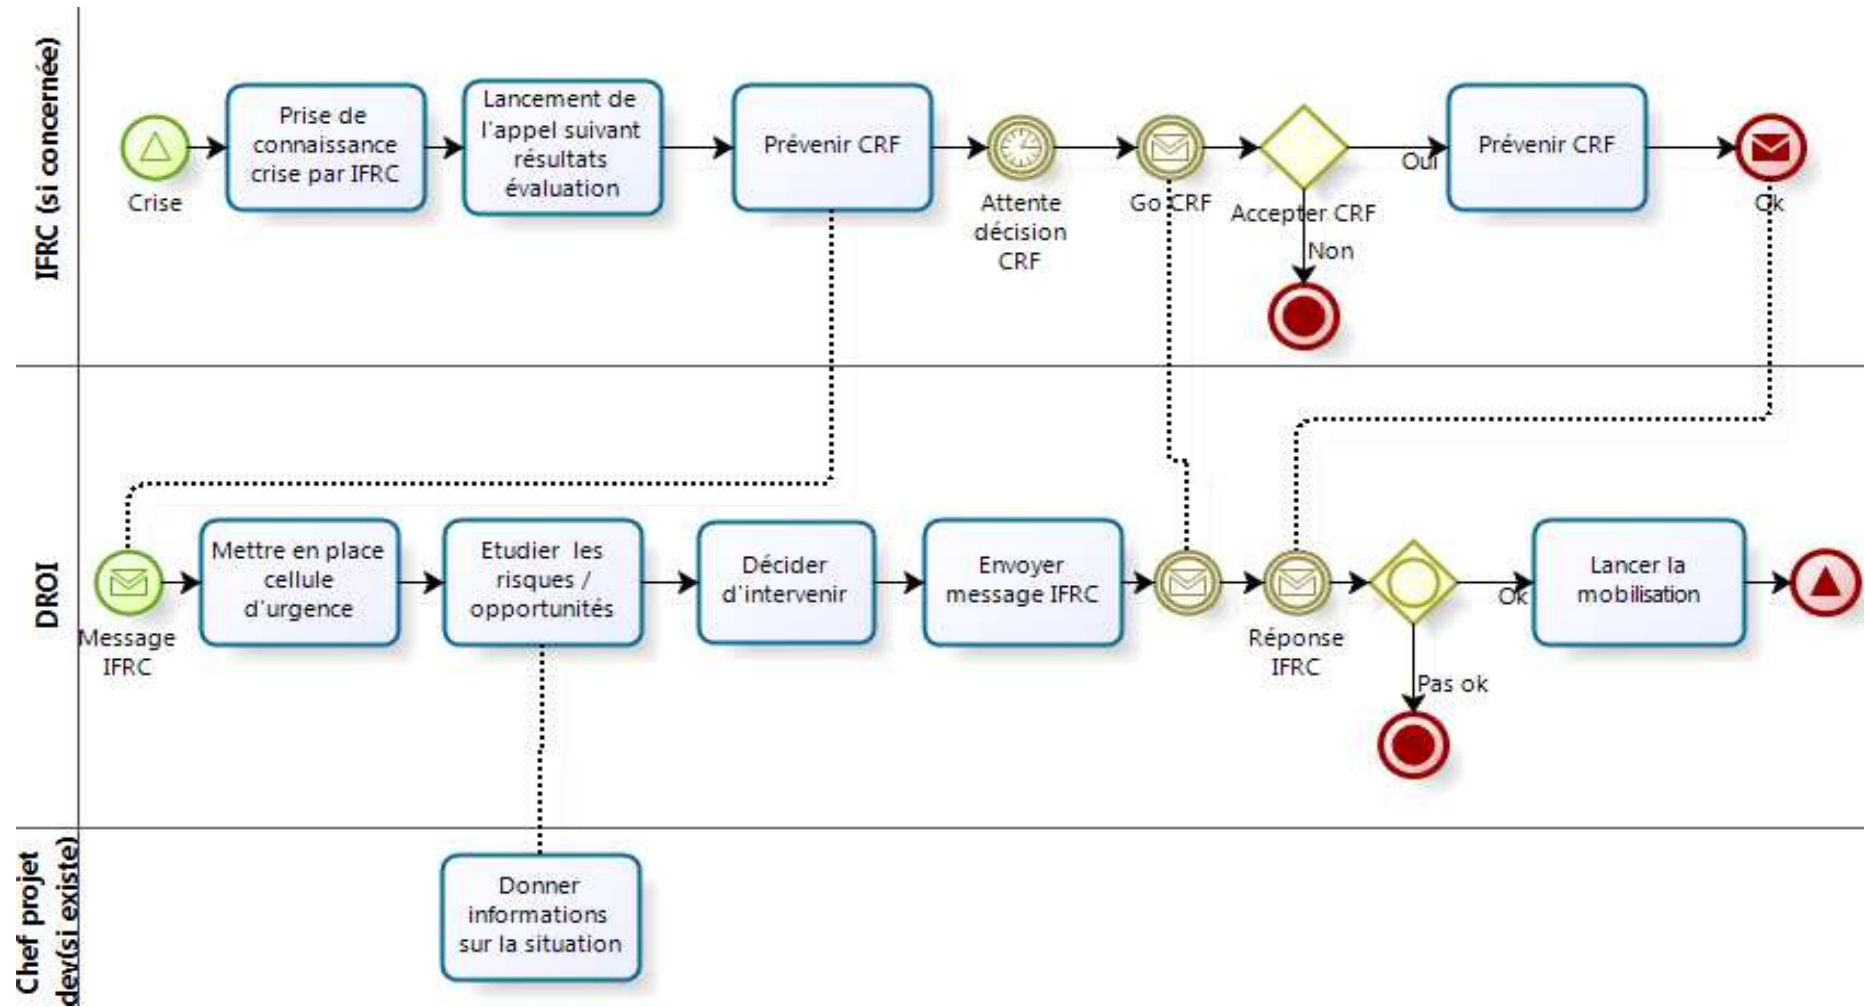 IFRC (si concernée)
Crise
Prise de
connaissance
crise par IFRC
Lancement de
l'appel suivant
résultats
évaluation
Prévenir CRF
Attente
décision
CRF
Go CRF
Accepter CRF
Oui
Non
Prévenir CRF
Ok
DROI
Message
IFRC
Mettre en place
cellule
d'urgence
Etudier les
risques /
opportunités
Décider
d'intervenir
Envoyer
message IFRC
Réponse
IFRC
Ok
Pas ok
Lancer la
mobilisation
Chef projet
dev(si existe)
Donner
informations
sur la situation